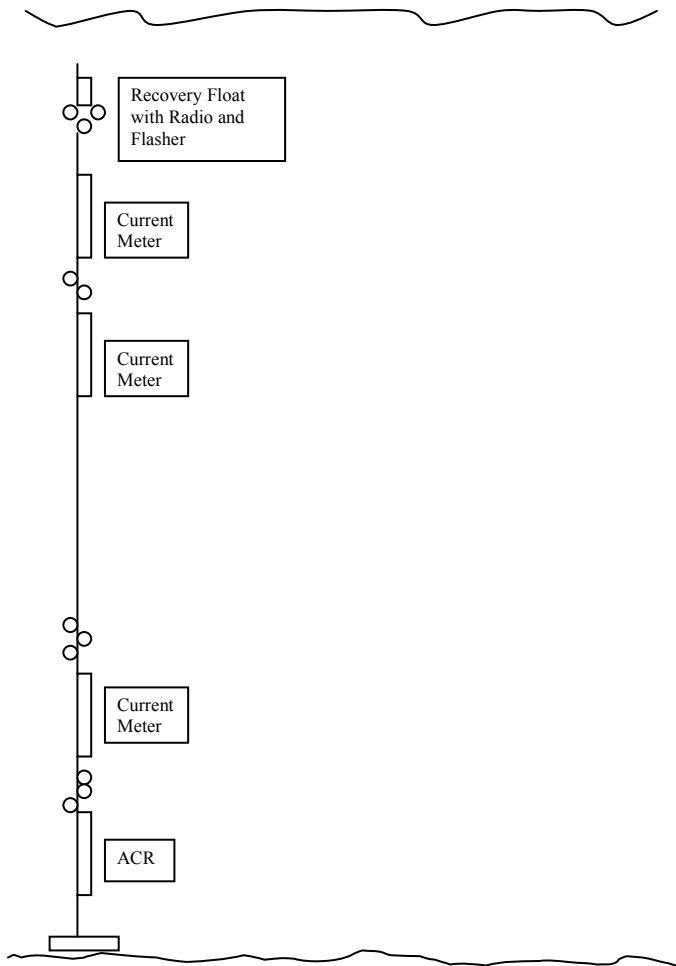 Recovery Float
with Radio and
Flasher
Current
Meter
Current
Meter
Current
Meter
ACR